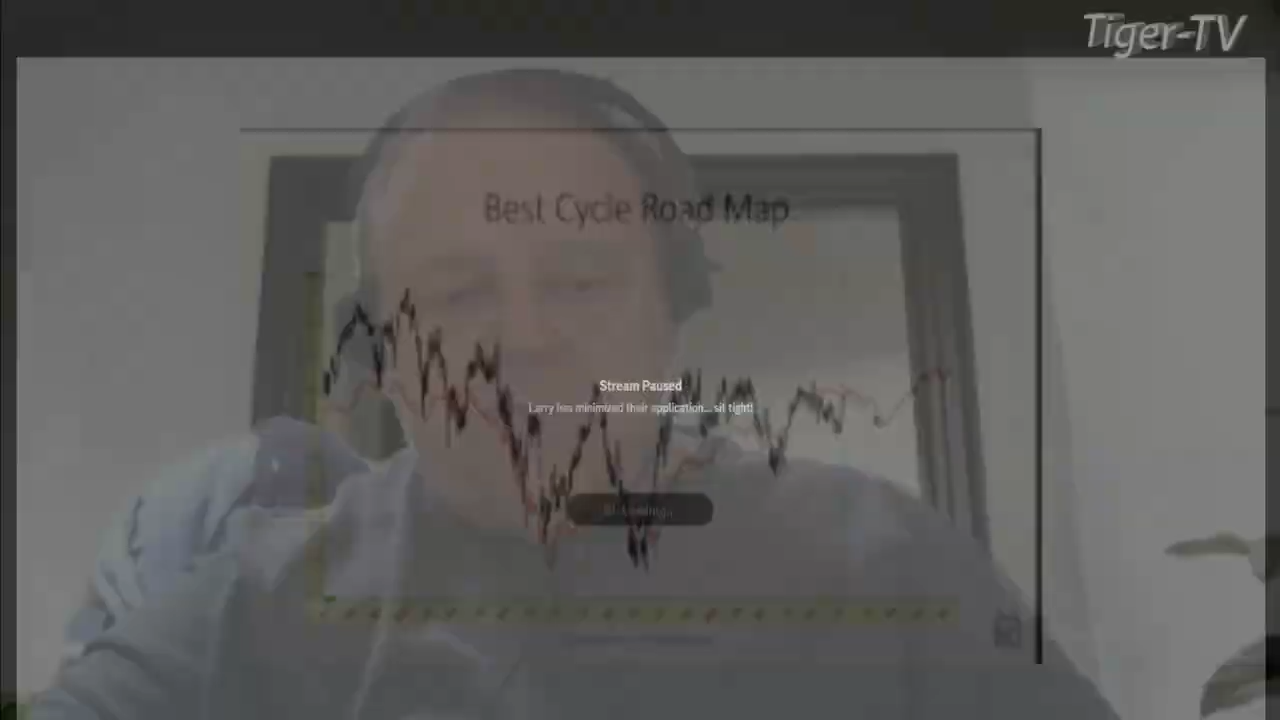 Tiger-TV
Best Cycle Road Map
Stream Paused
Larry has minimized their application... sit tight!